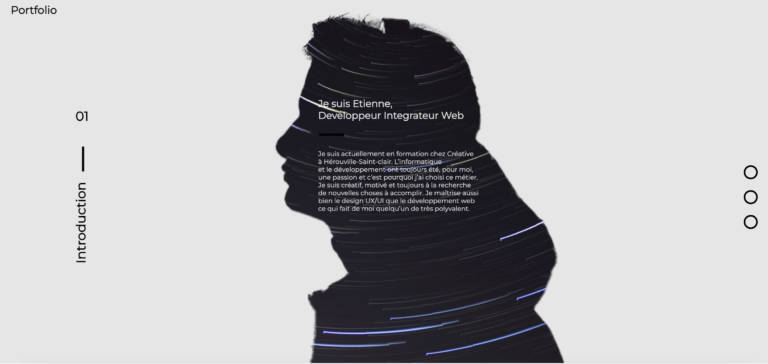 Portfolio
01
Introduction
Je suis Etienne,
Developpeur Integrateur Web
Je suis actuellement en formation chez Créative
à Hérouville-Saint-clair. L'informatique
et le développement ont toujours été, pour moi,
une passion et c'est pourquoi j'ai choisi ce métier.
Je suis créatif, motivé et toujours à la recherche
de nouvelles choses à accomplir. Je maîtrise aussi
bien le design UX/UI que le développement web
ce qui fait de moi quelqu'un de très polyvalent.